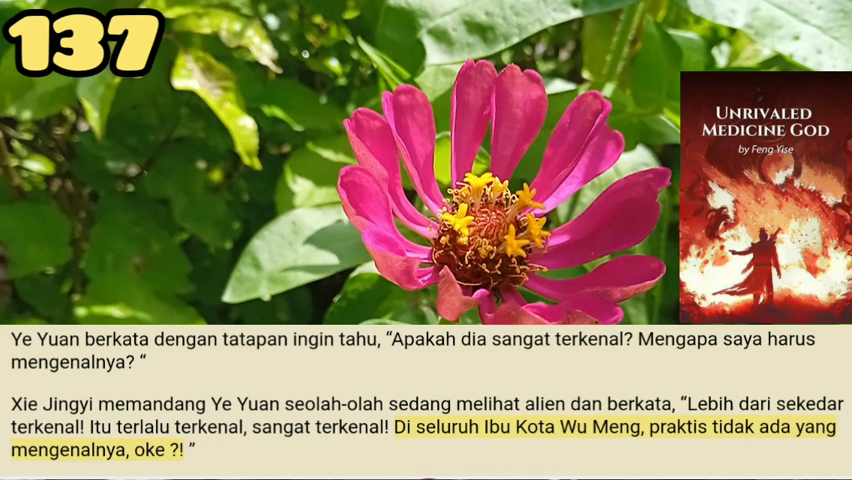 137
UNRIVALED
MEDICINE GOD
by Feng Yise
Ye Yuan berkata dengan tatapan ingin tahu, “Apakah dia sangat terkenal? Mengapa saya harus
mengenalnya? “
Xie Jingyi memandang Ye Yuan seolah-olah sedang melihat alien dan berkata, “Lebih dari sekedar
terkenal! Itu terlalu terkenal, sangat terkenal! Di seluruh Ibu Kota Wu Meng, praktis tidak ada yang
mengenalnya, oke ?! ”